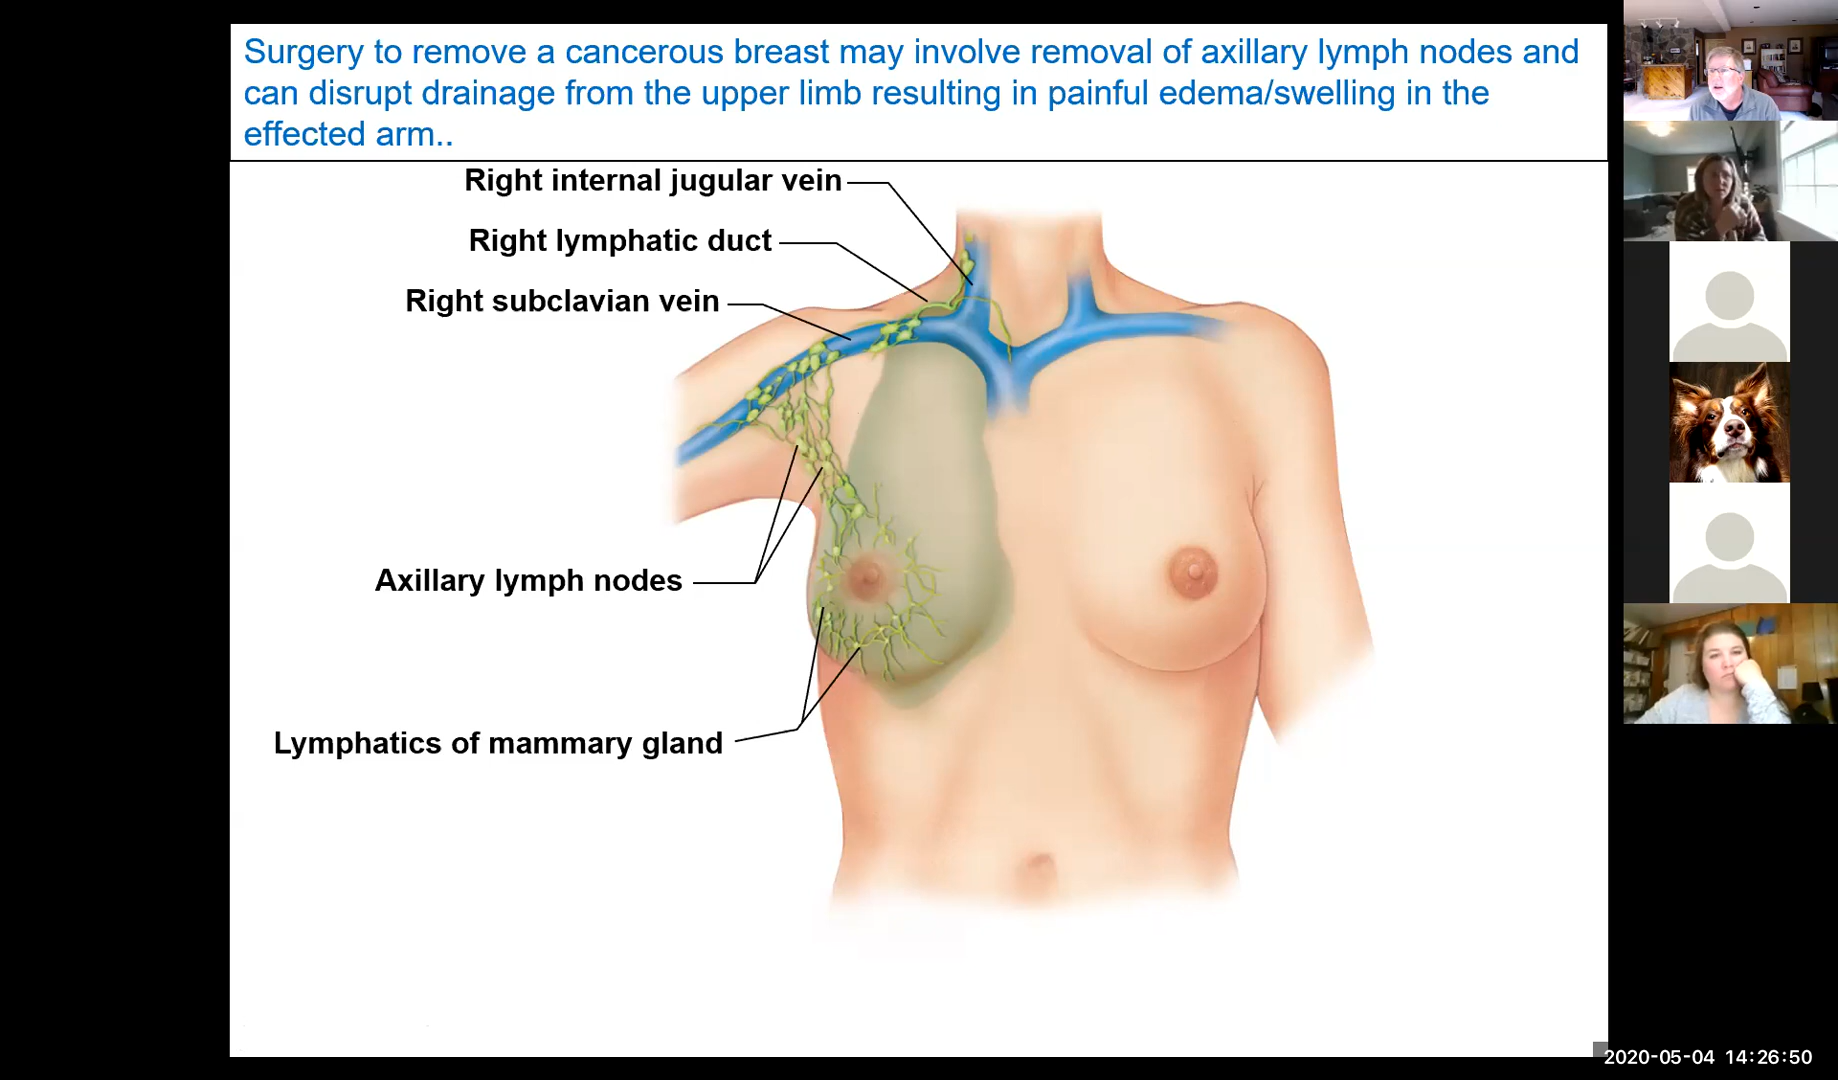 Surgery to remove a cancerous breast may involve removal of axillary lymph nodes and
can disrupt drainage from the upper limb resulting in painful edema/swelling in the
effected arm..
Right internal jugular vein
Right lymphatic duct
Right subclavian vein
Axillary lymph nodes
Lymphatics of mammary gland
2020-05-04 14:26:50